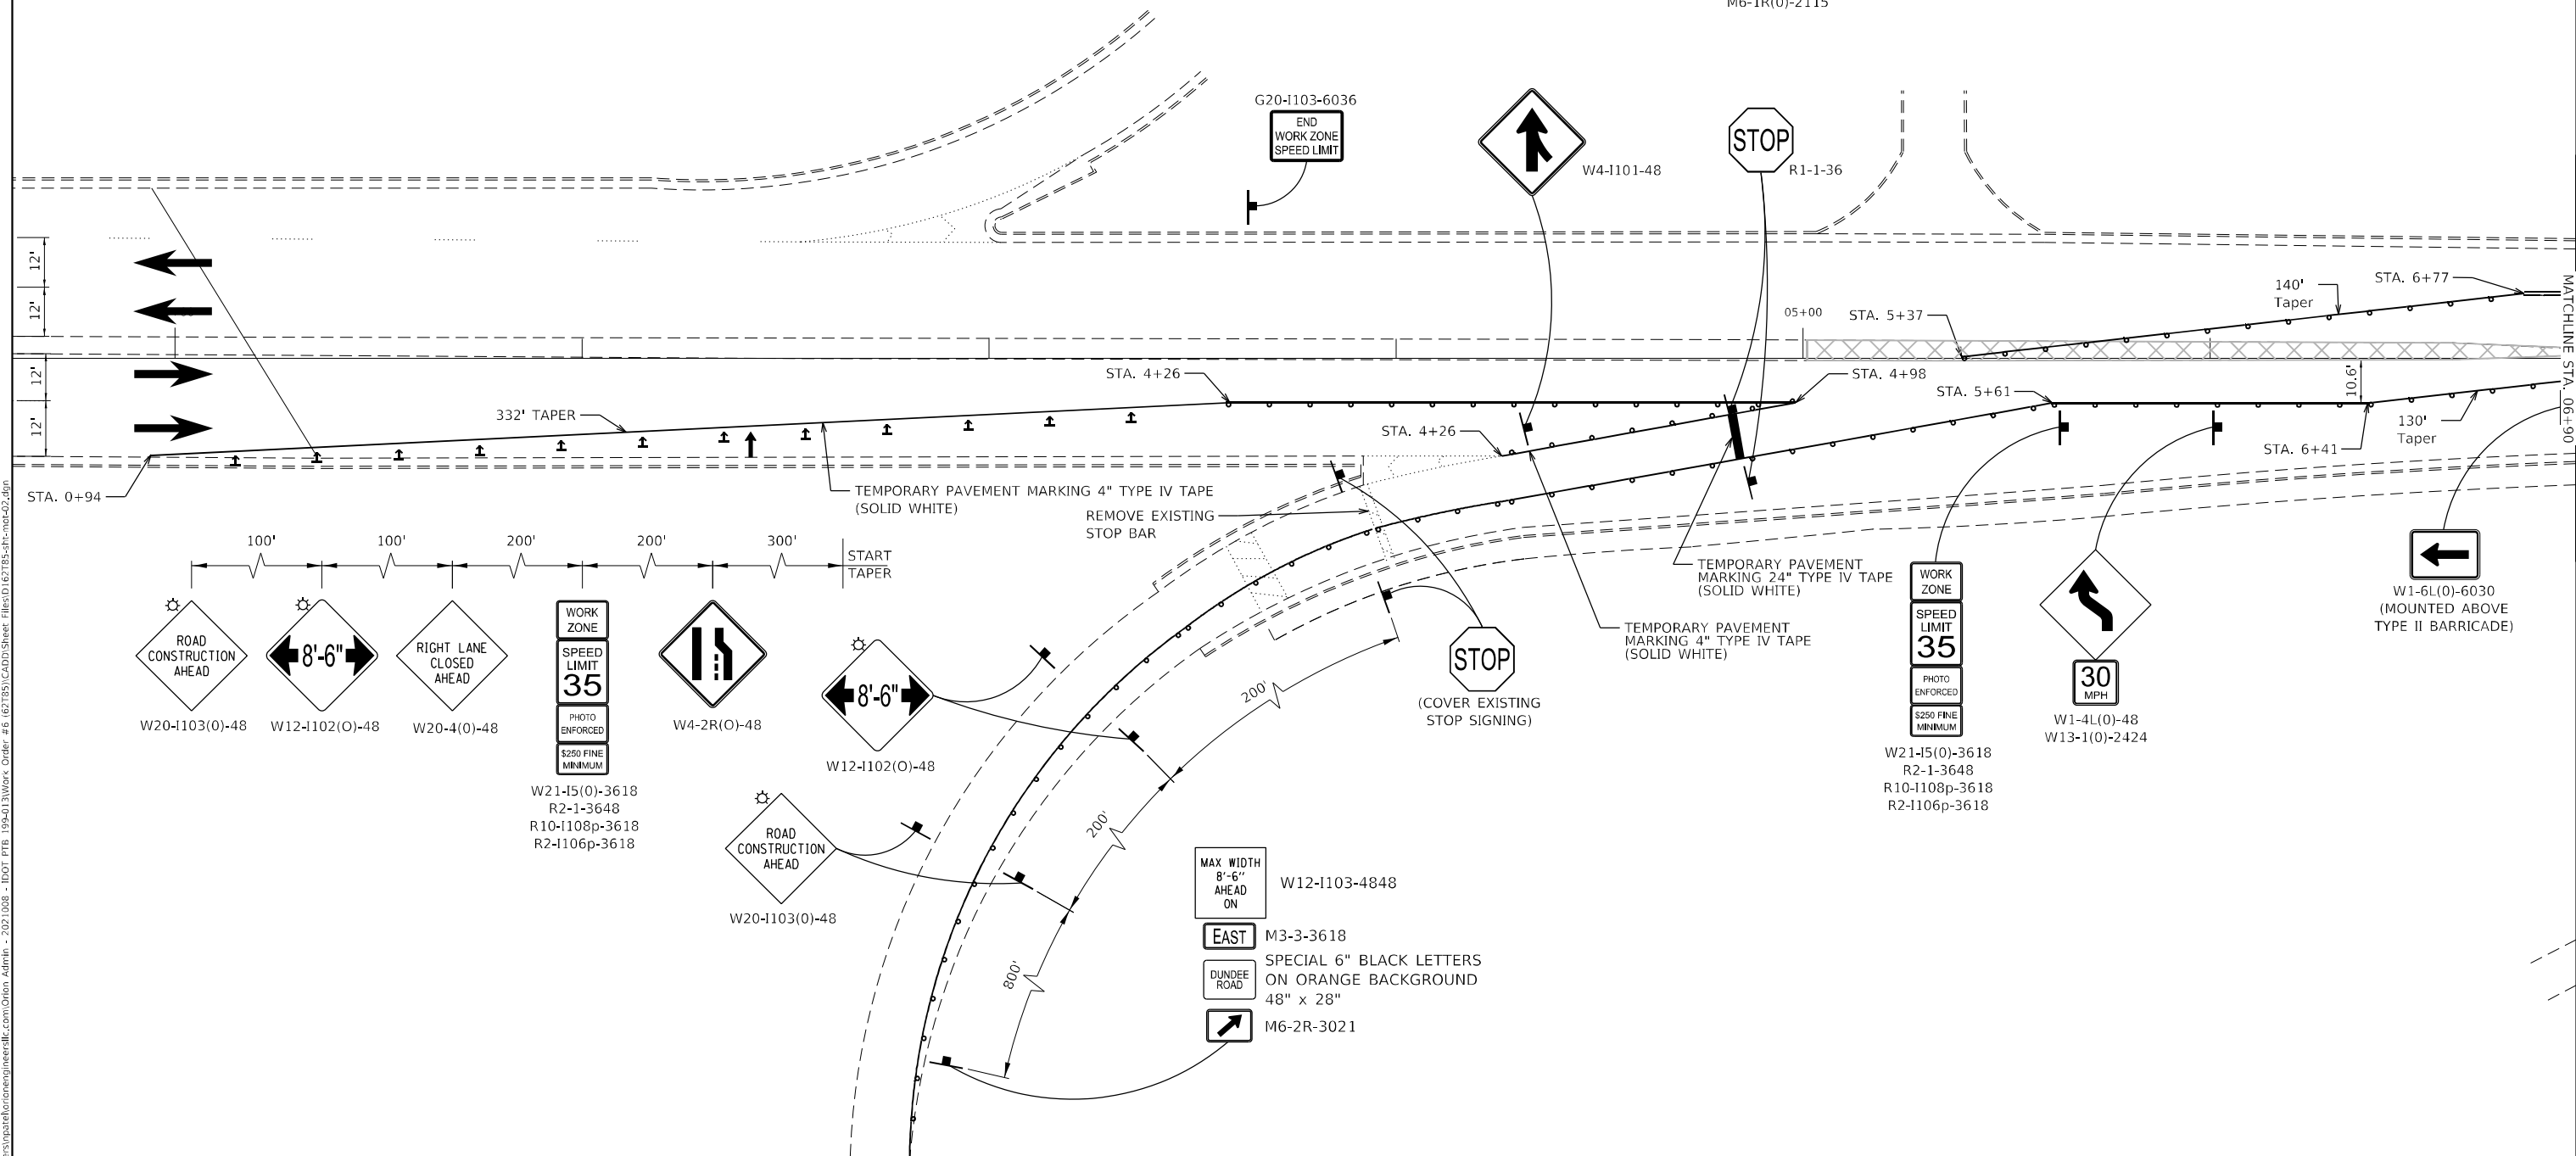 M6-1R(0)-2115
G20-I103-6036
END
WORK ZONE
SPEED LIMIT
W4-I101-48
STOP
R1-1-36
12'
12'
12'
12'
STA. 0+94
332' TAPER
STA. 4+26
TEMPORARY PAVEMENT MARKING 4" TYPE IV TAPE
(SOLID WHITE)
REMOVE EXISTING
STOP BAR
STA. 4+26
STA. 4+98
05+00
STA. 5+37
140'
Taper
STA. 6+77
STA. 5+61
10.6'
STA. 6+41
130'
Taper
MATCHLINE STA. 06+90
100'
100'
200'
200'
300'
START
TAPER
ROAD
CONSTRUCTION
AHEAD
W20-I103(0)-48
8'-6"
W12-I102(O)-48
RIGHT LANE
CLOSED
AHEAD
W20-4(0)-48
WORK
ZONE
SPEED
LIMIT
35
PHOTO
ENFORCED
$250 FINE
MINIMUM
W21-I5(0)-3618
R2-1-3648
R10-I108p-3618
R2-I106p-3618
W4-2R(O)-48
8'-6"
W12-I102(O)-48
ROAD
CONSTRUCTION
AHEAD
W20-I103(0)-48
200'
200'
800'
STOP
(COVER EXISTING
STOP SIGNING)
TEMPORARY PAVEMENT
MARKING 24" TYPE IV TAPE
(SOLID WHITE)
TEMPORARY PAVEMENT
MARKING 4" TYPE IV TAPE
(SOLID WHITE)
WORK
ZONE
SPEED
LIMIT
35
PHOTO
ENFORCED
$250 FINE
MINIMUM
W21-I5(0)-3618
R2-1-3648
R10-I108p-3618
R2-I106p-3618
30
MPH
W1-4L(0)-48
W13-1(0)-2424
W1-6L(0)-6030
(MOUNTED ABOVE
TYPE II BARRICADE)
MAX WIDTH
8'-6"
AHEAD
ON
W12-I103-4848
EAST
M3-3-3618
DUNDEE
ROAD
SPECIAL 6" BLACK LETTERS
ON ORANGE BACKGROUND
48" x 28"
M6-2R-3021